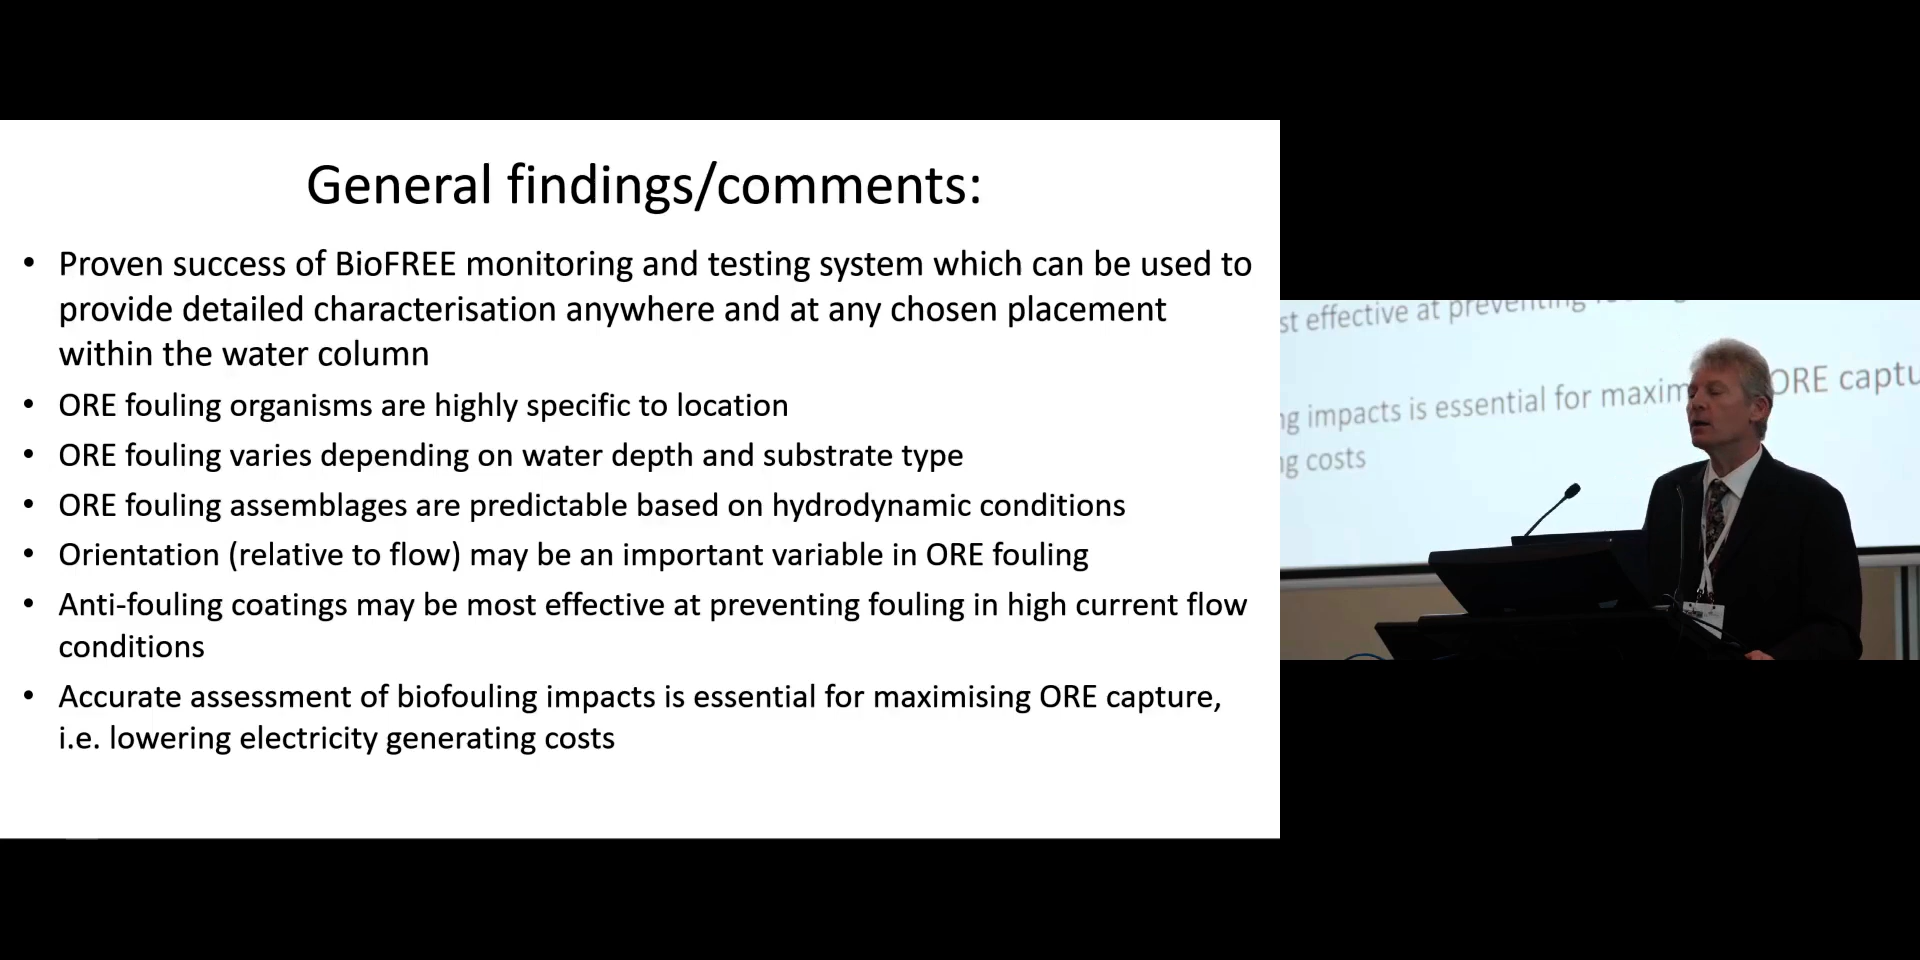 General findings/comments:
• Proven success of BioFREE monitoring and testing system which can be used to
provide detailed characterisation anywhere and at any chosen placement
within the water column
• ORE fouling organisms are highly specific to location
• ORE fouling varies depending on water depth and substrate type
• ORE fouling assemblages are predictable based on hydrodynamic conditions
• Orientation (relative to flow) may be an important variable in ORE fouling
• Anti-fouling coatings may be most effective at preventing fouling in high current flow
conditions
• Accurate assessment of biofouling impacts is essential for maximising ORE capture,
i.e. lowering electricity generating costs
st effective at preventing
ng impacts is essential for maxim ORE captu
ng costs